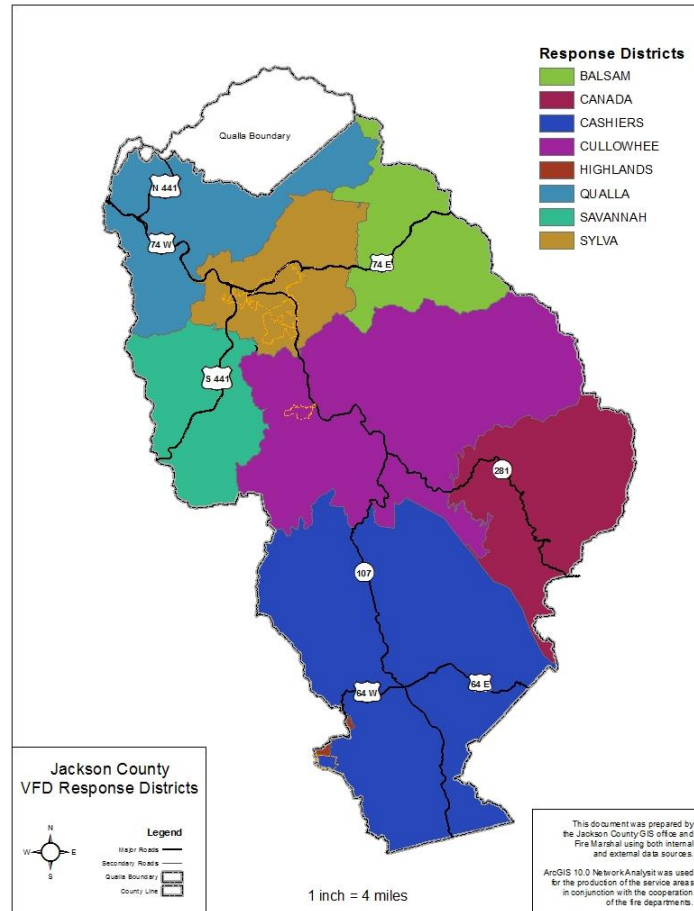 Response Districts
BALSAM
CANADA
CASHIERS
CULLOWHEE
HIGHLANDS
QUALLA
SAVANNAH
SYLVA
Qualla Boundary
N 441
74 W
74 E
S 441
281
107
64 W
64 E
Jackson County
VFD Response Districts
N
W
E
S
Legend
Major Roads
Secondary Roads
Qualla Boundary
County Line
1 inch = 4 miles
This document was prepared by
the Jackson County GIS office and
Fire Marshal using both internal
and external data sources.
ArcGIS 10.0 Network Analysit was used
for the production of the service areas
in conjunction with the cooperation
of the fire departments.